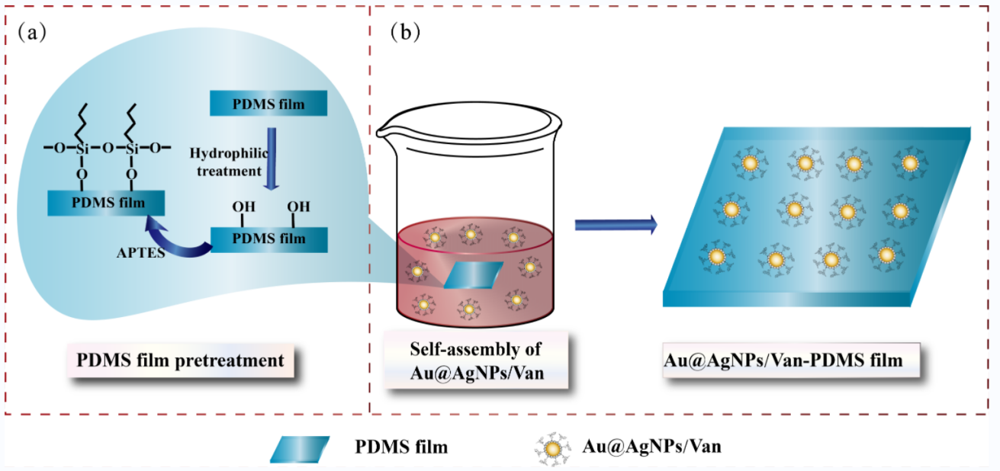 (a)
PDMS film
Hydrophilic
treatment
OH OH
PDMS film
APTES
O Si O Si O
O O
PDMS film
PDMS film pretreatment
(b)
Self-assembly of
Au@AgNPs/Van
Au@AgNPs/Van-PDMS film
PDMS film
Au@AgNPs/Van